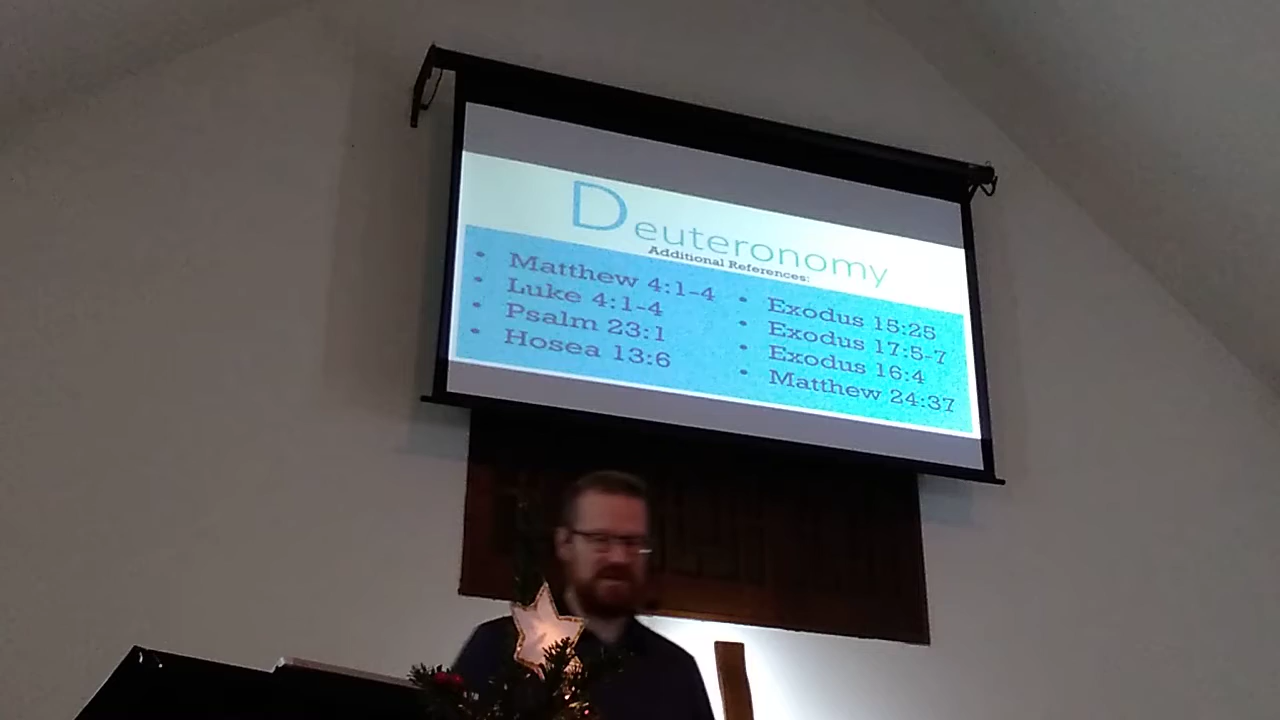 Deuteronomy
Additional References:
• Matthew 4:1-4
• Luke 4:1-4
• Psalm 23:1
• Hosea 13:6
• Exodus 15:25
• Exodus 17:5-7
• Exodus 16:4
• Matthew 24:37